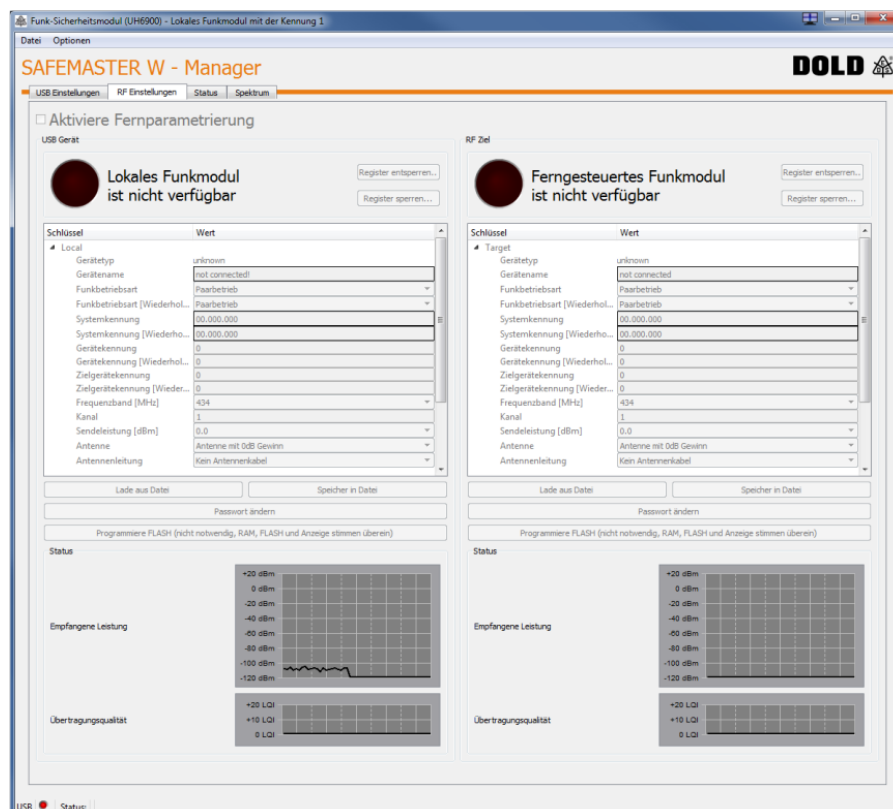 Funk-Sicherheitsmodul (UH6900) - Lokales Funkmodul mit der Kennung 1
Datei Optionen
SAFEMASTER W - Manager
DOLD
USB Einstellungen RF Einstellungen Status Spektrum
Aktiviere Fernparametrierung
USB Gerät
Lokales Funkmodul
ist nicht verfügbar
Register entsperren...
Register sperren...
Schlüssel Wert
Local
Gerätetyp unknown
Gerätename not connected!
Funkbetriebsart Paarbetrieb
Funkbetriebsart [Wiederhol... Paarbetrieb
Systemkennung 00.000.000
Systemkennung [Wiederho... 00.000.000
Gerätekennung 0
Gerätekennung [Wiederhol... 0
Zielgerätekennung 0
Zielgerätekennung [Wieder... 0
Frequenzband [MHz] 434
Kanal 1
Sendeleistung [dBm] 0.0
Antenne Antenne mit 0dB Gewinn
Antennenleitung Kein Antennenkabel
Lade aus Datei Speicher in Datei
Passwort ändern
Programmiere FLASH (nicht notwendig, RAM, FLASH und Anzeige stimmen überein)
Status
Empfangene Leistung
+20 dBm
0 dBm
-20 dBm
-40 dBm
-60 dBm
-80 dBm
-100 dBm
-120 dBm
Übertragungsqualität
+20 LQI
+10 LQI
0 LQI
RF Ziel
Ferngesteuertes Funkmodul
ist nicht verfügbar
Register entsperren...
Register sperren...
Schlüssel Wert
Target
Gerätetyp unknown
Gerätename not connected
Funkbetriebsart Paarbetrieb
Funkbetriebsart [Wiederhol... Paarbetrieb
Systemkennung 00.000.000
Systemkennung [Wiederho... 00.000.000
Gerätekennung 0
Gerätekennung [Wiederhol... 0
Zielgerätekennung 0
Zielgerätekennung [Wieder... 0
Frequenzband [MHz] 434
Kanal 1
Sendeleistung [dBm] 0.0
Antenne Antenne mit 0dB Gewinn
Antennenleitung Kein Antennenkabel
Lade aus Datei Speicher in Datei
Passwort ändern
Programmiere FLASH (nicht notwendig, RAM, FLASH und Anzeige stimmen überein)
Status
Empfangene Leistung
+20 dBm
0 dBm
-20 dBm
-40 dBm
-60 dBm
-80 dBm
-100 dBm
-120 dBm
Übertragungsqualität
+20 LQI
+10 LQI
0 LQI
USB Status: